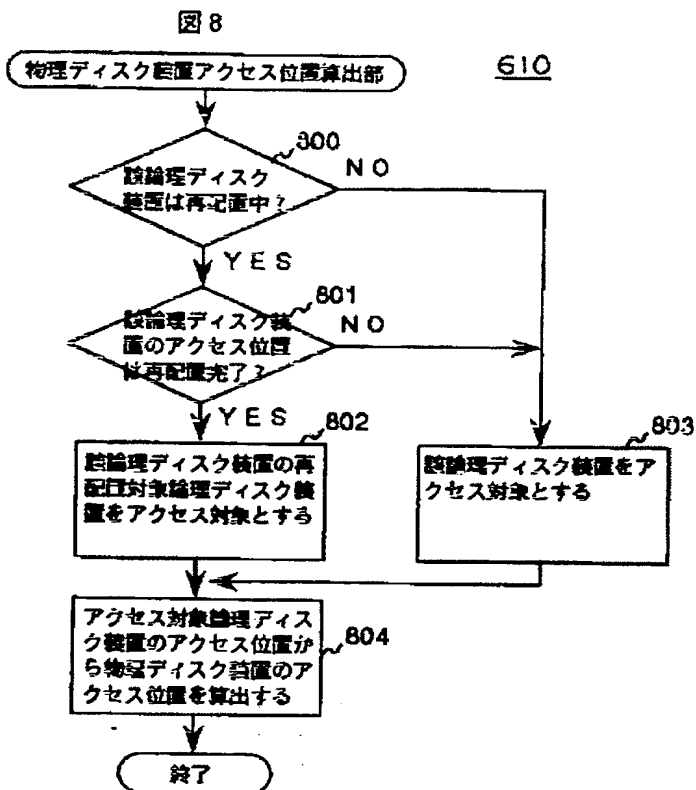 図8
物理ディスク装置アクセス位置算出部
610
800
該論理ディスク
装置は再配置中?
NO
YES
801
該論理ディスク装
置のアクセス位置
は再配置完了?
NO
YES
802
該論理ディスク装置の再
配置対象論理ディスク装
置をアクセス対象とする
803
該論理ディスク装置をア
クセス対象とする
アクセス対象論理ディス
ク装置のアクセス位置か
ら物理ディスク装置のア
クセス位置を算出する
804
終了